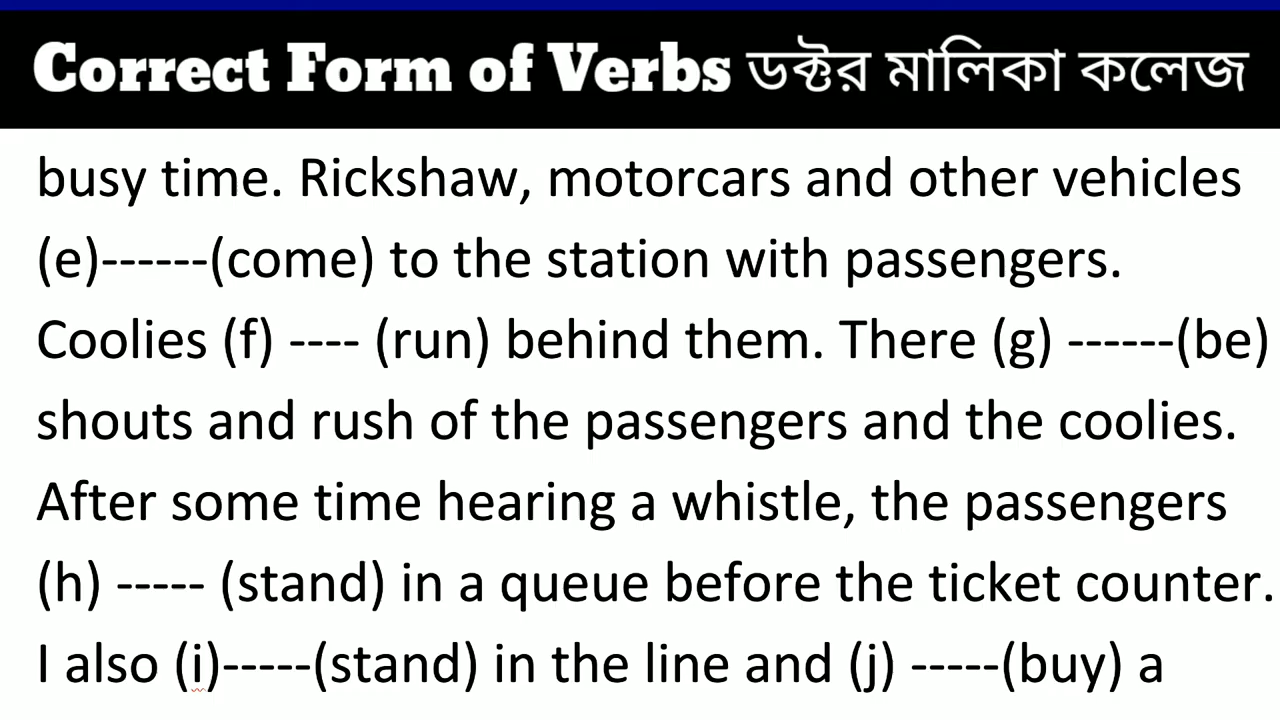 Correct Form of Verbs ডক্টর মালিকা কলেজ
busy time. Rickshaw, motorcars and other vehicles
(e)------(come) to the station with passengers.
Coolies (f) ---- (run) behind them. There (g) ------(be)
shouts and rush of the passengers and the coolies.
After some time hearing a whistle, the passengers
(h) ----- (stand) in a queue before the ticket counter.
I also (i)-----(stand) in the line and (j) -----(buy) a